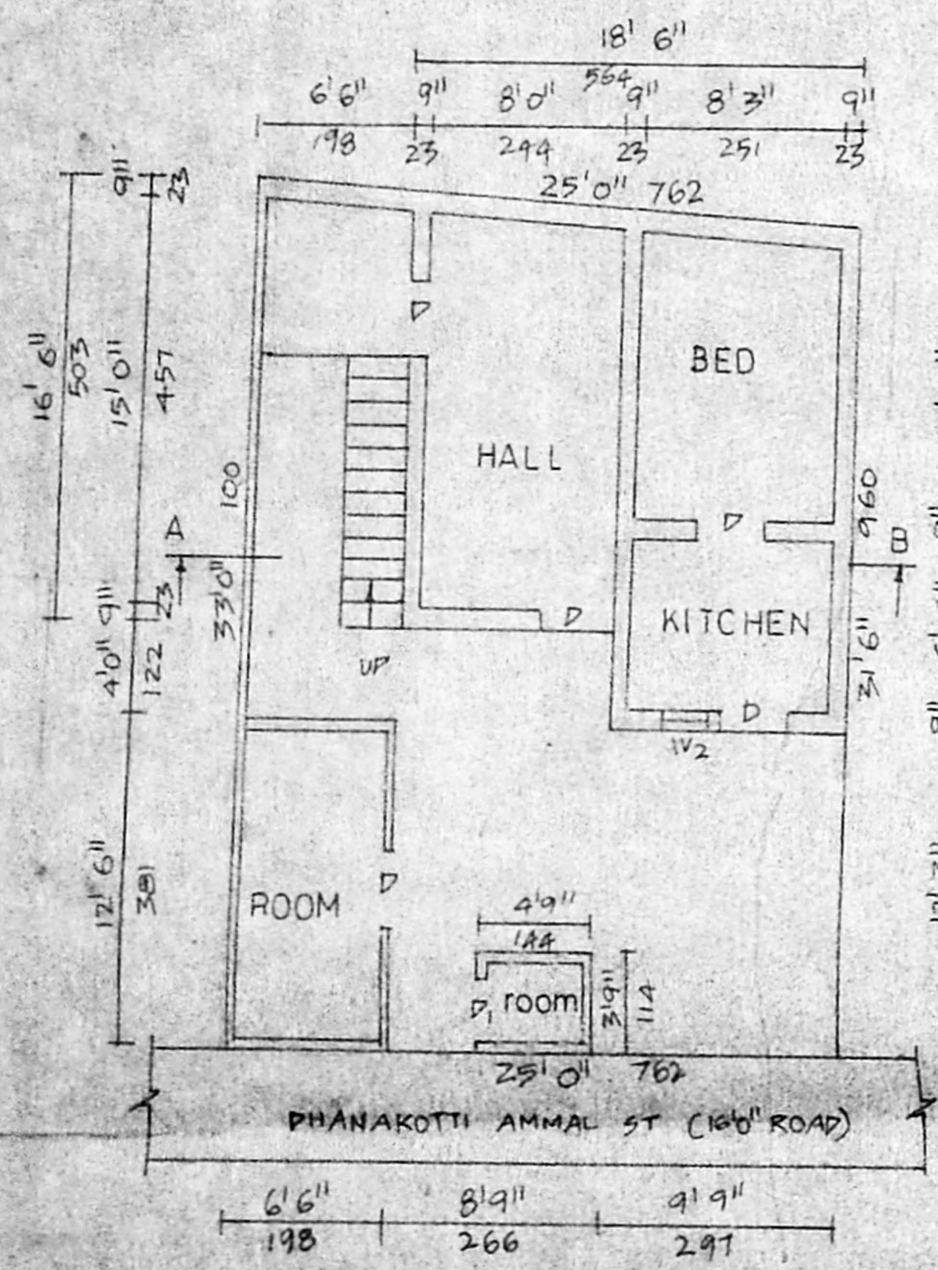 18' 6"
564
6'6" 9" 8'0" 9" 8'3" 9"
198 23 244 23 251 23
25'0" 762
9"
23
16' 6"
503
15'0"
457
BED
HALL
100
33'0"
A
960
B
31'6"
9"
23
4'0"
122
KITCHEN
D
D
D
D
UP
W2
12' 6"
381
ROOM
D
4'9"
144
D1 room
3'9"
114
25'0" 762
DHANAKOTTI AMMAL ST (16'0" ROAD)
6'6" 8'9" 9'9"
198 266 297